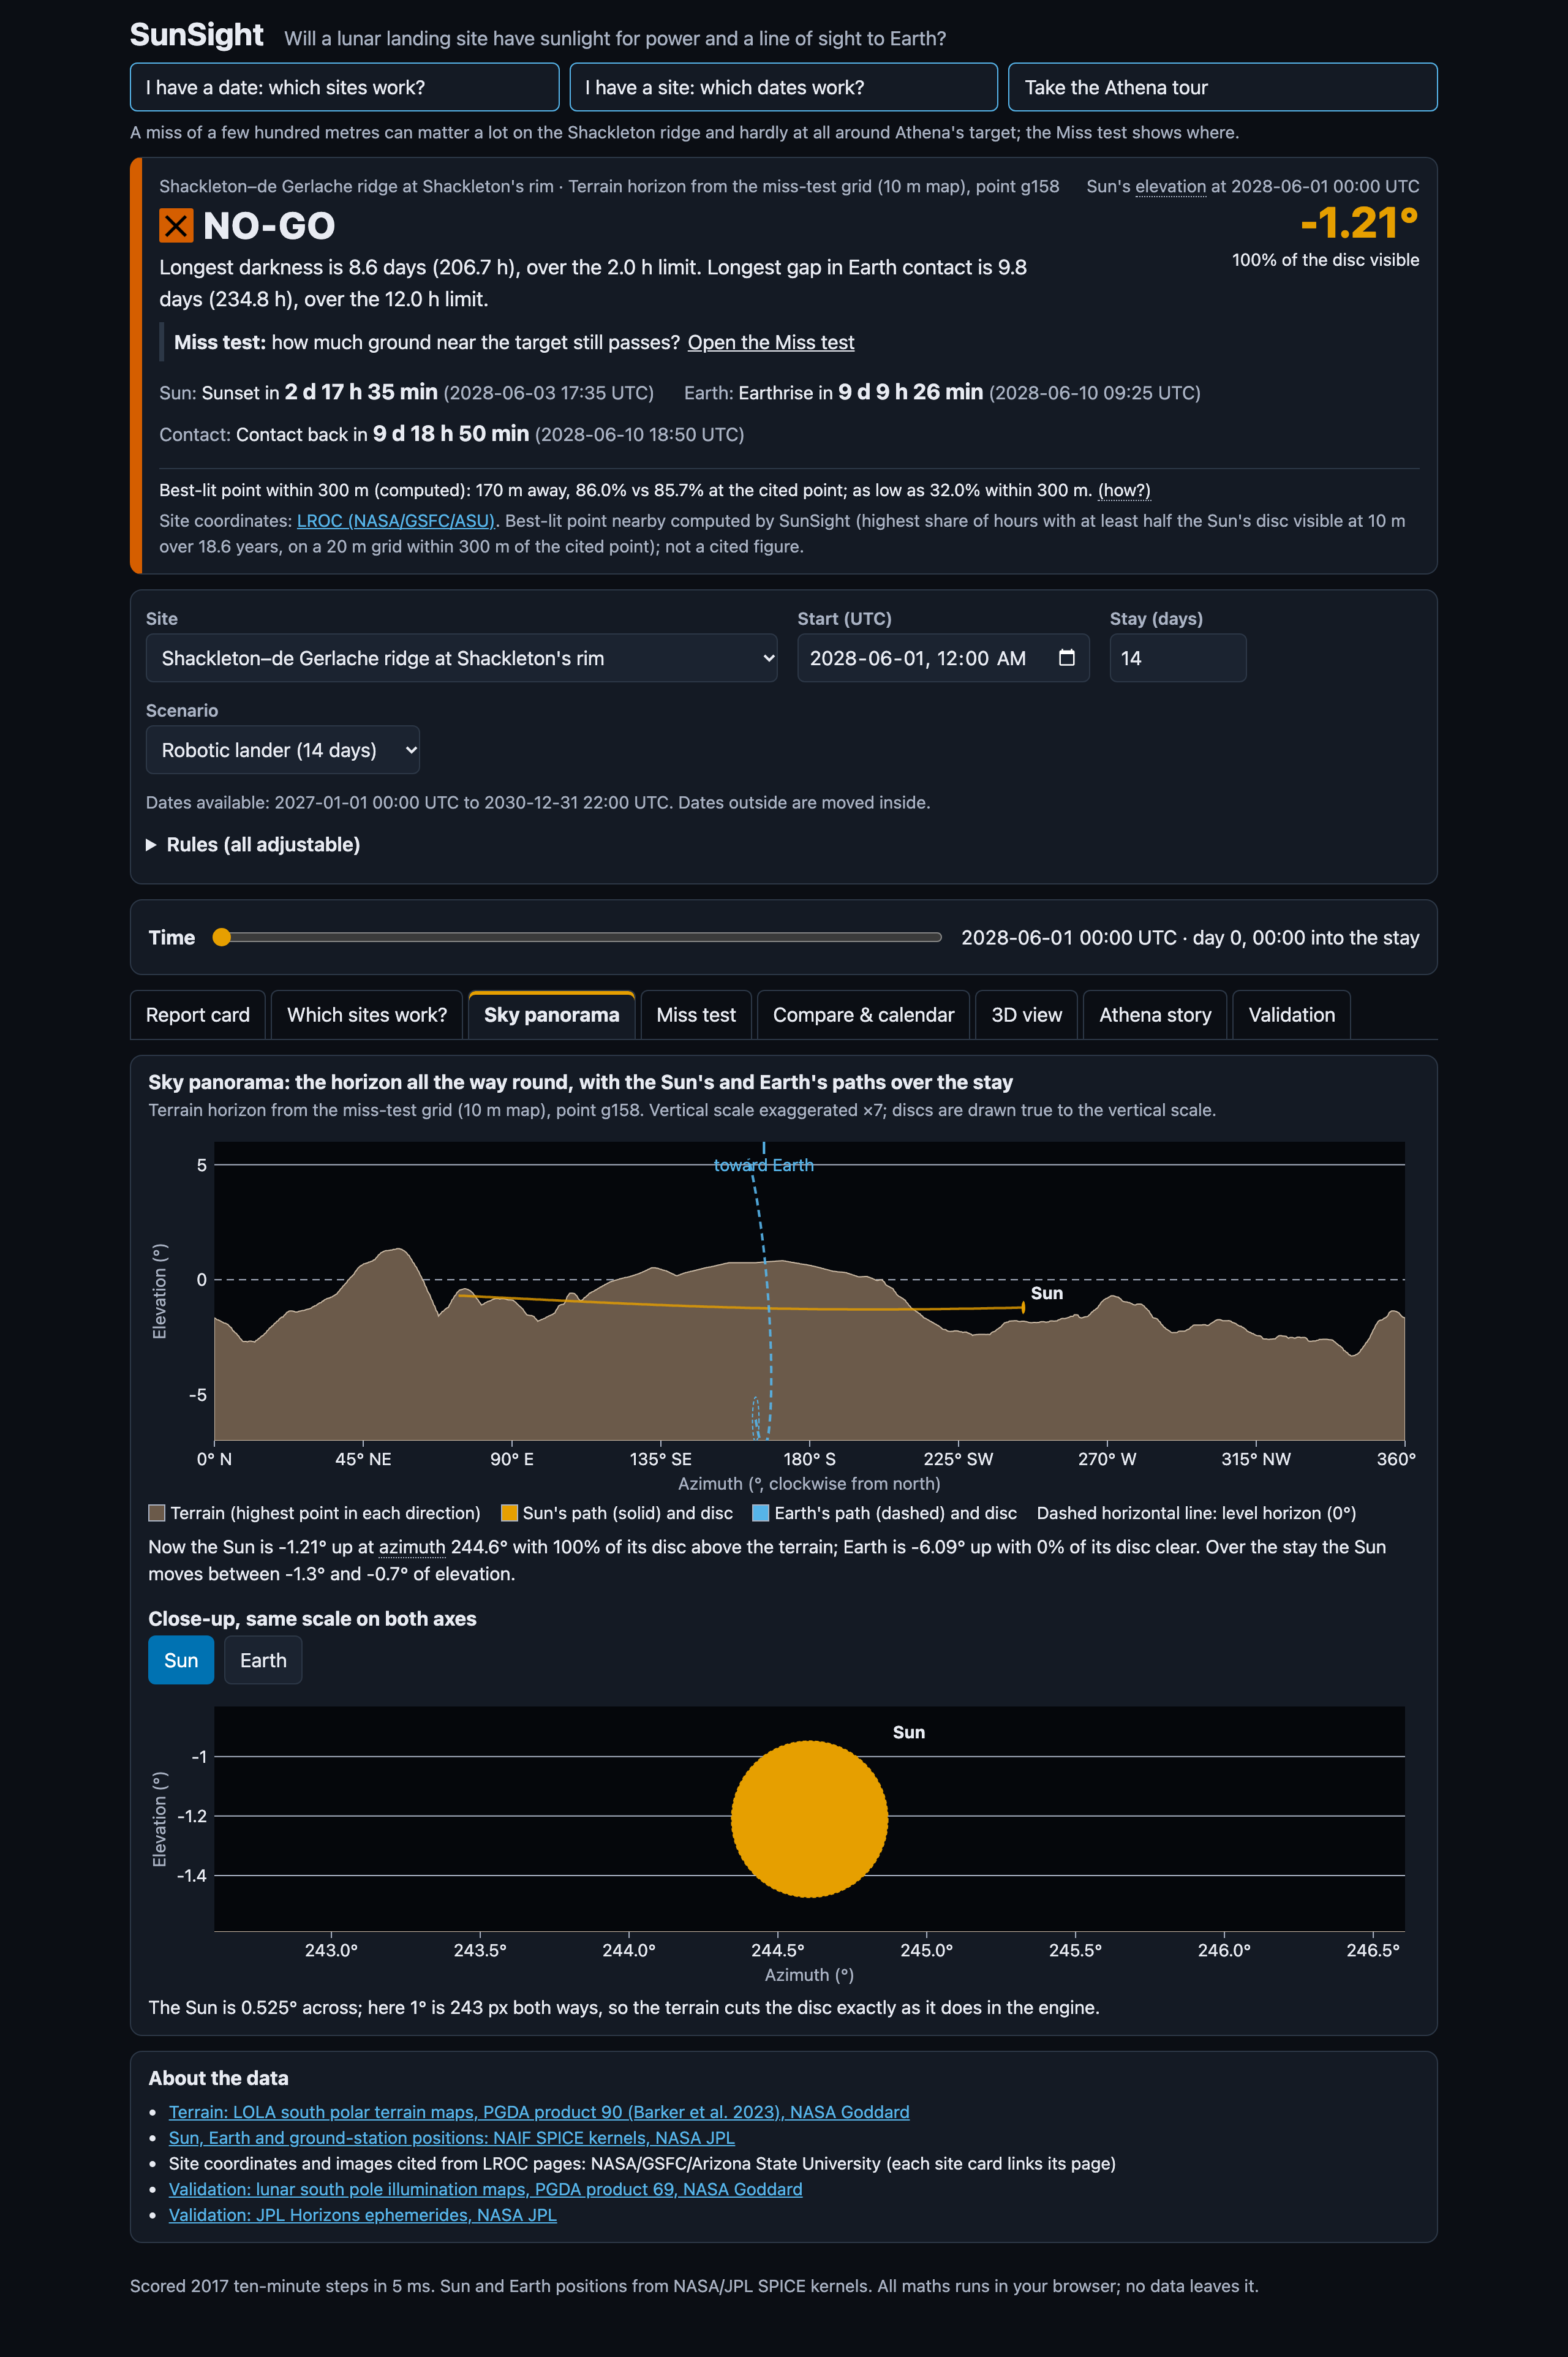 SunSight Will a lunar landing site have sunlight for power and a line of sight to Earth?
I have a date: which sites work?
I have a site: which dates work?
Take the Athena tour
A miss of a few hundred metres can matter a lot on the Shackleton ridge and hardly at all around Athena's target; the Miss test shows where.
Shackleton–de Gerlache ridge at Shackleton's rim · Terrain horizon from the miss-test grid (10 m map), point g158
NO-GO
Longest darkness is 8.6 days (206.7 h), over the 2.0 h limit. Longest gap in Earth contact is 9.8
days (234.8 h), over the 12.0 h limit.
Sun's elevation at 2028-06-01 00:00 UTC
-1.21°
100% of the disc visible
Miss test: how much ground near the target still passes? Open the Miss test
Sun: Sunset in 2 d 17 h 35 min (2028-06-03 17:35 UTC) Earth: Earthrise in 9 d 9 h 26 min (2028-06-10 09:25 UTC)
Contact: Contact back in 9 d 18 h 50 min (2028-06-10 18:50 UTC)
Best-lit point within 300 m (computed): 170 m away, 86.0% vs 85.7% at the cited point; as low as 32.0% within 300 m. (how?)
Site coordinates: LROC (NASA/GSFC/ASU). Best-lit point nearby computed by SunSight (highest share of hours with at least half the Sun's disc visible at 10 m
over 18.6 years, on a 20 m grid within 300 m of the cited point); not a cited figure.
Site
Shackleton–de Gerlache ridge at Shackleton's rim
Start (UTC)
2028-06-01, 12:00 AM
Stay (days)
14
Scenario
Robotic lander (14 days)
Dates available: 2027-01-01 00:00 UTC to 2030-12-31 22:00 UTC. Dates outside are moved inside.
Rules (all adjustable)
Time
2028-06-01 00:00 UTC · day 0, 00:00 into the stay
Report card
Which sites work?
Sky panorama
Miss test
Compare & calendar
3D view
Athena story
Validation
Sky panorama: the horizon all the way round, with the Sun's and Earth's paths over the stay
Terrain horizon from the miss-test grid (10 m map), point g158. Vertical scale exaggerated ×7; discs are drawn true to the vertical scale.
toward Earth
5
0
-5
Elevation (°)
Sun
0° N 45° NE 90° E 135° SE 180° S 225° SW 270° W 315° NW 360°
Azimuth (°, clockwise from north)
Terrain (highest point in each direction) Sun's path (solid) and disc Earth's path (dashed) and disc Dashed horizontal line: level horizon (0°)
Now the Sun is -1.21° up at azimuth 244.6° with 100% of its disc above the terrain; Earth is -6.09° up with 0% of its disc clear. Over the stay the Sun
moves between -1.3° and -0.7° of elevation.
Close-up, same scale on both axes
Sun
Earth
Sun
-1
-1.2
-1.4
Elevation (°)
243.0° 243.5° 244.0° 244.5° 245.0° 245.5° 246.0° 246.5°
Azimuth (°)
The Sun is 0.525° across; here 1° is 243 px both ways, so the terrain cuts the disc exactly as it does in the engine.
About the data
Terrain: LOLA south polar terrain maps, PGDA product 90 (Barker et al. 2023), NASA Goddard
Sun, Earth and ground-station positions: NAIF SPICE kernels, NASA JPL
Site coordinates and images cited from LROC pages: NASA/GSFC/Arizona State University (each site card links its page)
Validation: lunar south pole illumination maps, PGDA product 69, NASA Goddard
Validation: JPL Horizons ephemerides, NASA JPL
Scored 2017 ten-minute steps in 5 ms. Sun and Earth positions from NASA/JPL SPICE kernels. All maths runs in your browser; no data leaves it.